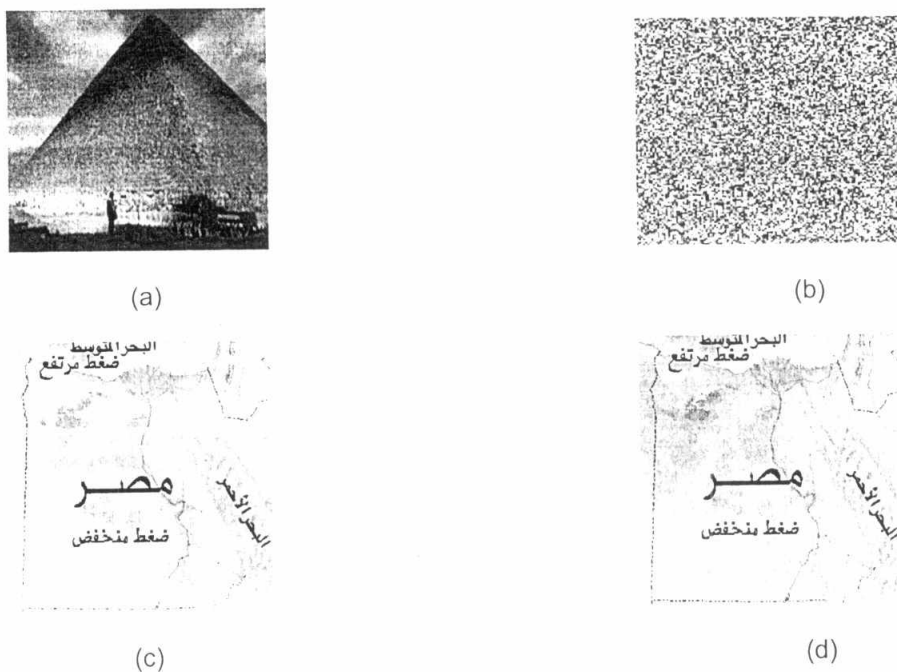 (a)
(b)
البحر المتوسط
ضغط مرتفع
مصر
البحر الأحمر
ضغط منخفض
(c)
البحر المتوسط
ضغط مرتفع
مصر
البحر الأحمر
ضغط منخفض
(d)